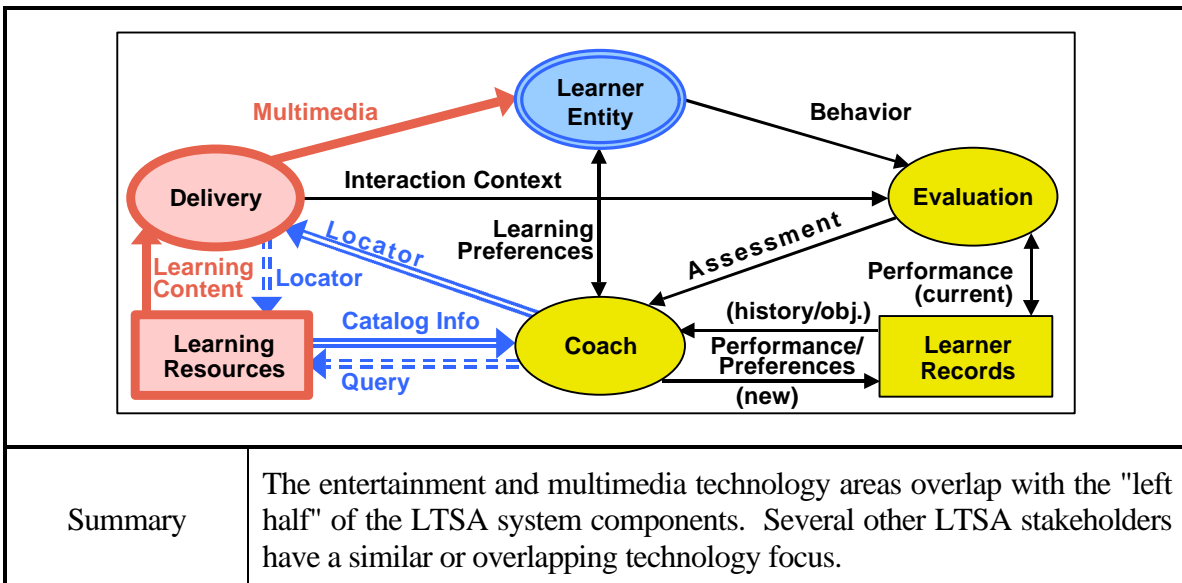 Learner
Entity
Multimedia
Behavior
Delivery
Interaction Context
Evaluation
Locator
Learning
Preferences
Assessment
Learning
Content
Locator
Performance
(current)
Learning
Resources
Catalog Info
Query
Coach
(history/obj.)
Performance/
Preferences
(new)
Learner
Records
Summary
The entertainment and multimedia technology areas overlap with the "left
half" of the LTSA system components. Several other LTSA stakeholders
have a similar or overlapping technology focus.